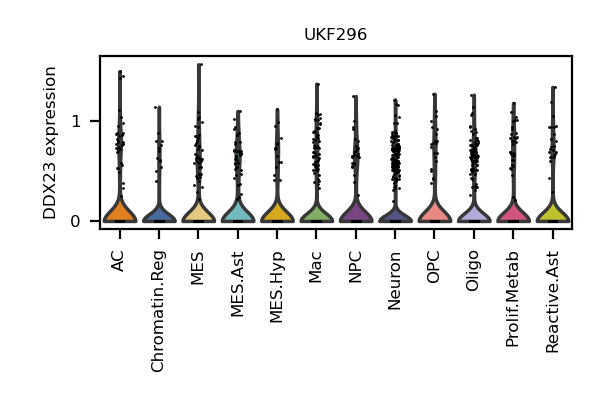 UKF296
DDX23 expression
1
0
AC
Chromatin.Reg
MES
MES.Ast
MES.Hyp
Mac
NPC
Neuron
OPC
Oligo
Prolif.Metab
Reactive.Ast